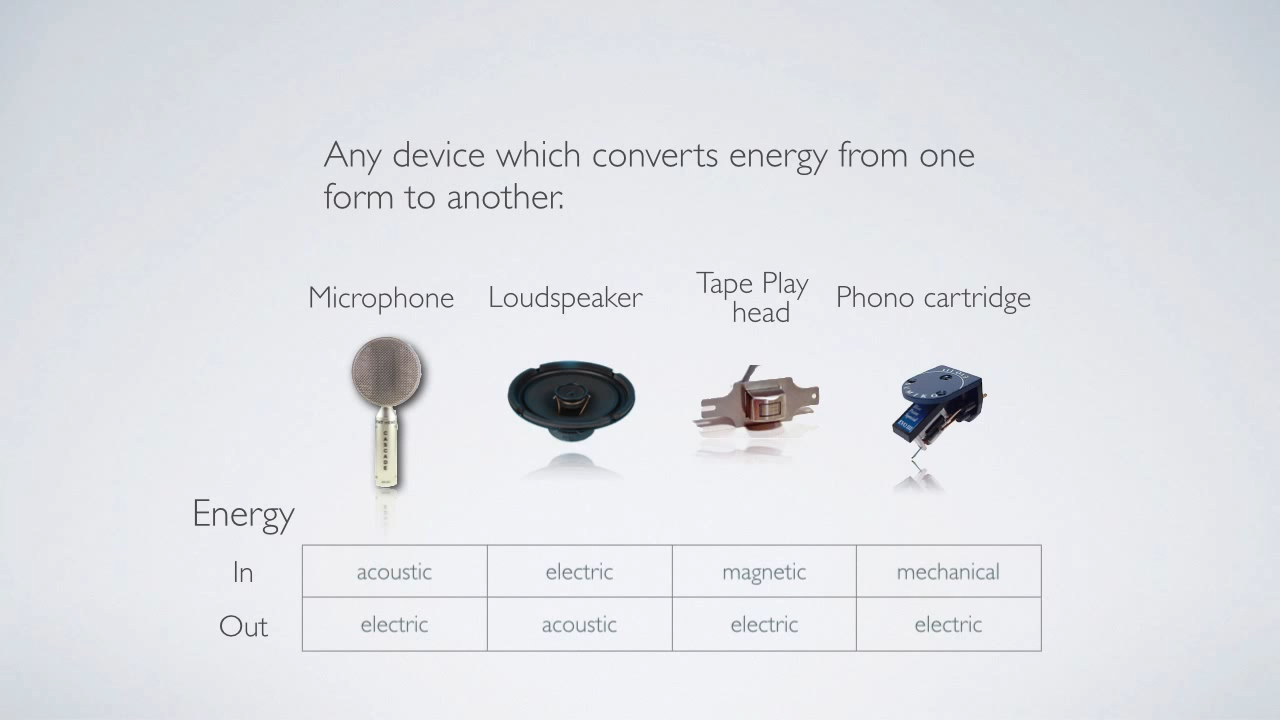 Any device which converts energy from one
form to another.
Microphone
Loudspeaker
Tape Play
head
Phono cartridge
CASCADE
Energy
In
acoustic
electric
magnetic
mechanical
Out
electric
acoustic
electric
electric